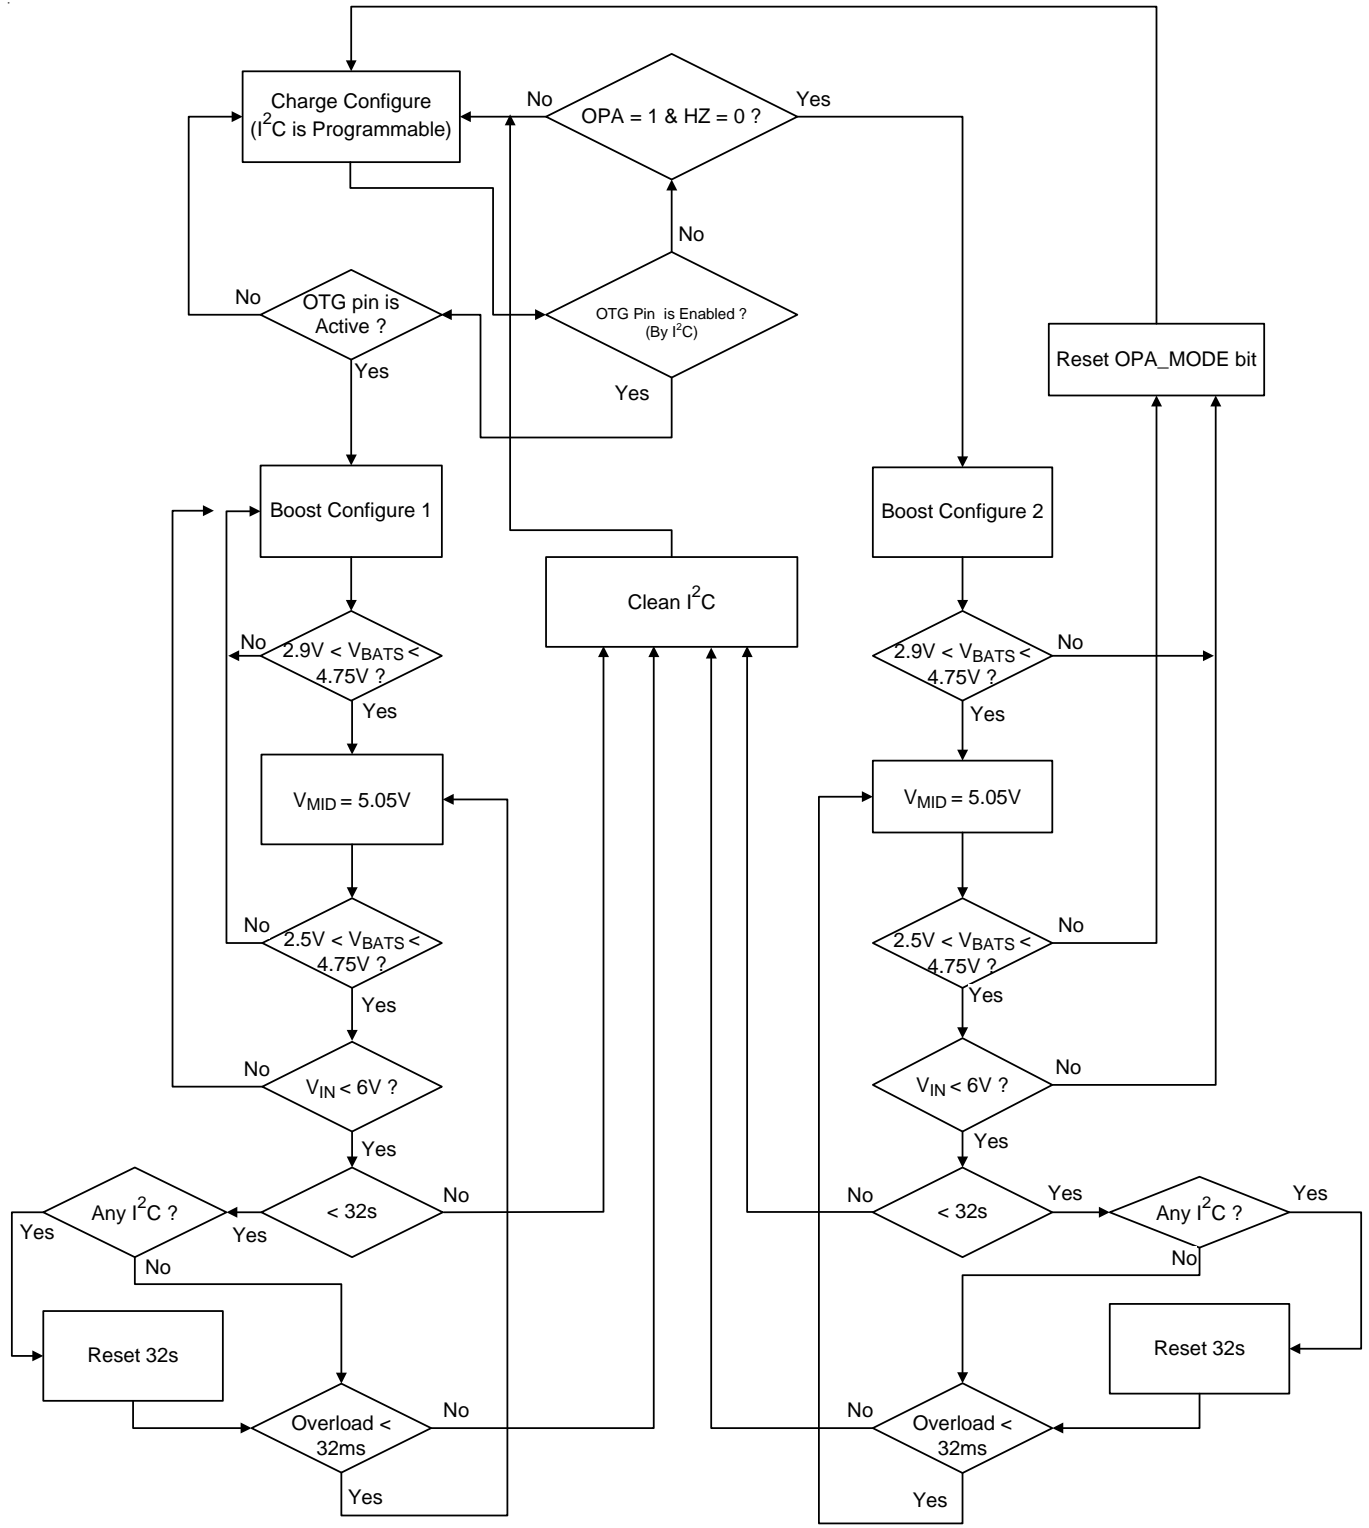 Charge Configure
(I²C is Programmable)
No
OPA = 1 & HZ = 0 ?
Yes
No
No
OTG pin is
Active ?
Yes
OTG Pin is Enabled ?
(By I²C)
Yes
Reset OPA_MODE bit
Boost Configure 1
Boost Configure 2
Clean I²C
No
2.9V < VBATS <
4.75V ?
Yes
2.9V < VBATS <
4.75V ?
No
Yes
VMID = 5.05V
VMID = 5.05V
No
2.5V < VBATS <
4.75V ?
Yes
2.5V < VBATS <
4.75V ?
No
Yes
No
VIN < 6V ?
Yes
VIN < 6V ?
No
Yes
Any I²C ?
Yes
No
Yes
< 32s
No
No
< 32s
Yes
Any I²C ?
Yes
No
Reset 32s
Reset 32s
Overload <
32ms
No
Yes
No
Overload <
32ms
Yes